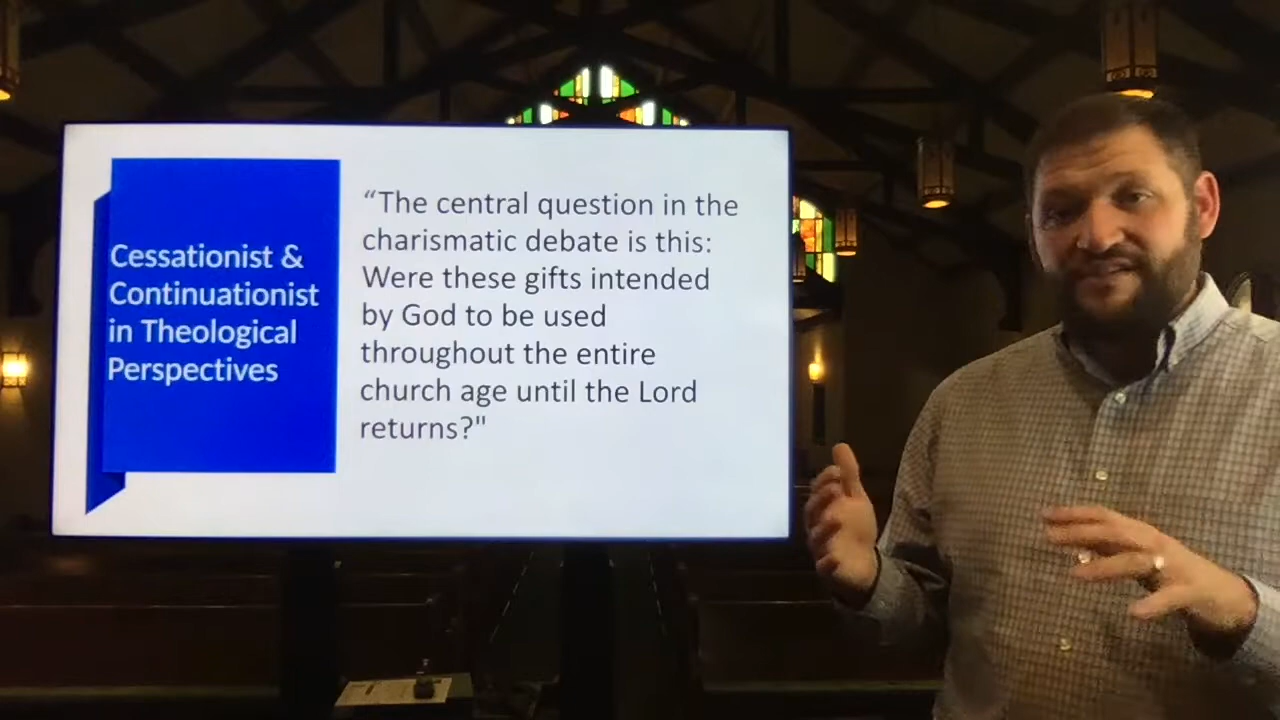 Cessationist &
Continuationist
in Theological
Perspectives
“The central question in the
charismatic debate is this:
Were these gifts intended
by God to be used
throughout the entire
church age until the Lord
returns?"